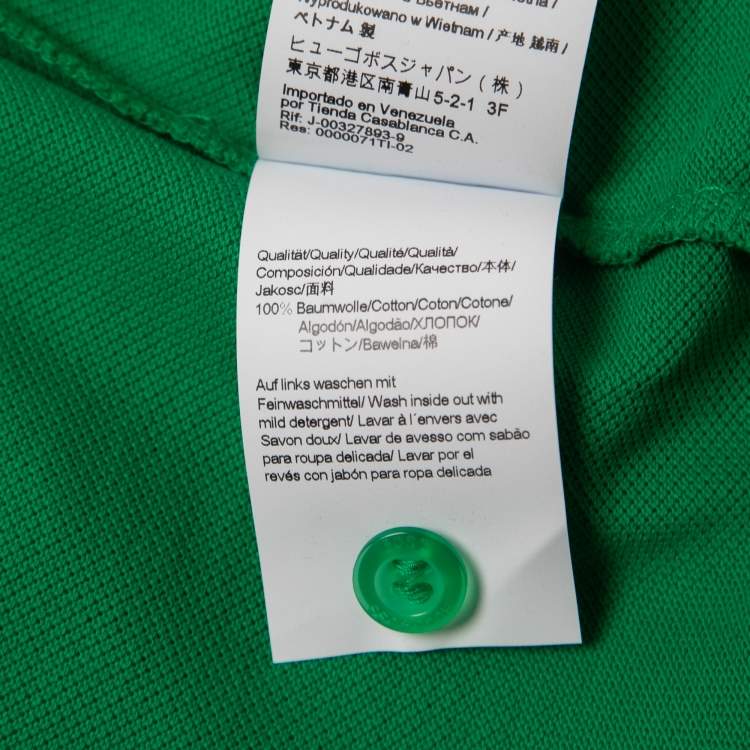 Вьетнам /
Wyprodukowano w Wietnam / 产地 越南 /
ベトナム 製
ヒューゴボスジャパン ( 株 )
東京都港区南青山5-2-1 3F
Importado en Venezuela
por Tienda Casablanca C.A.
Rif: J-00327893-9
Res: 0000071TI-02
Qualität/Quality/Qualité/Qualità/
Composición/Qualidade/Качество/本体/
Jakosc/面料
100% Baumwolle/Cotton/Coton/Cotone/
Algodón/Algodão/ХЛОПОК/
コットン/Bawelna/棉
Auf links waschen mit
Feinwaschmittel/ Wash inside out with
mild detergent/ Lavar à l´envers avec
Savon doux/ Lavar de avesso com sabão
para roupa delicada/ Lavar por el
revés con jabón para ropa delicada